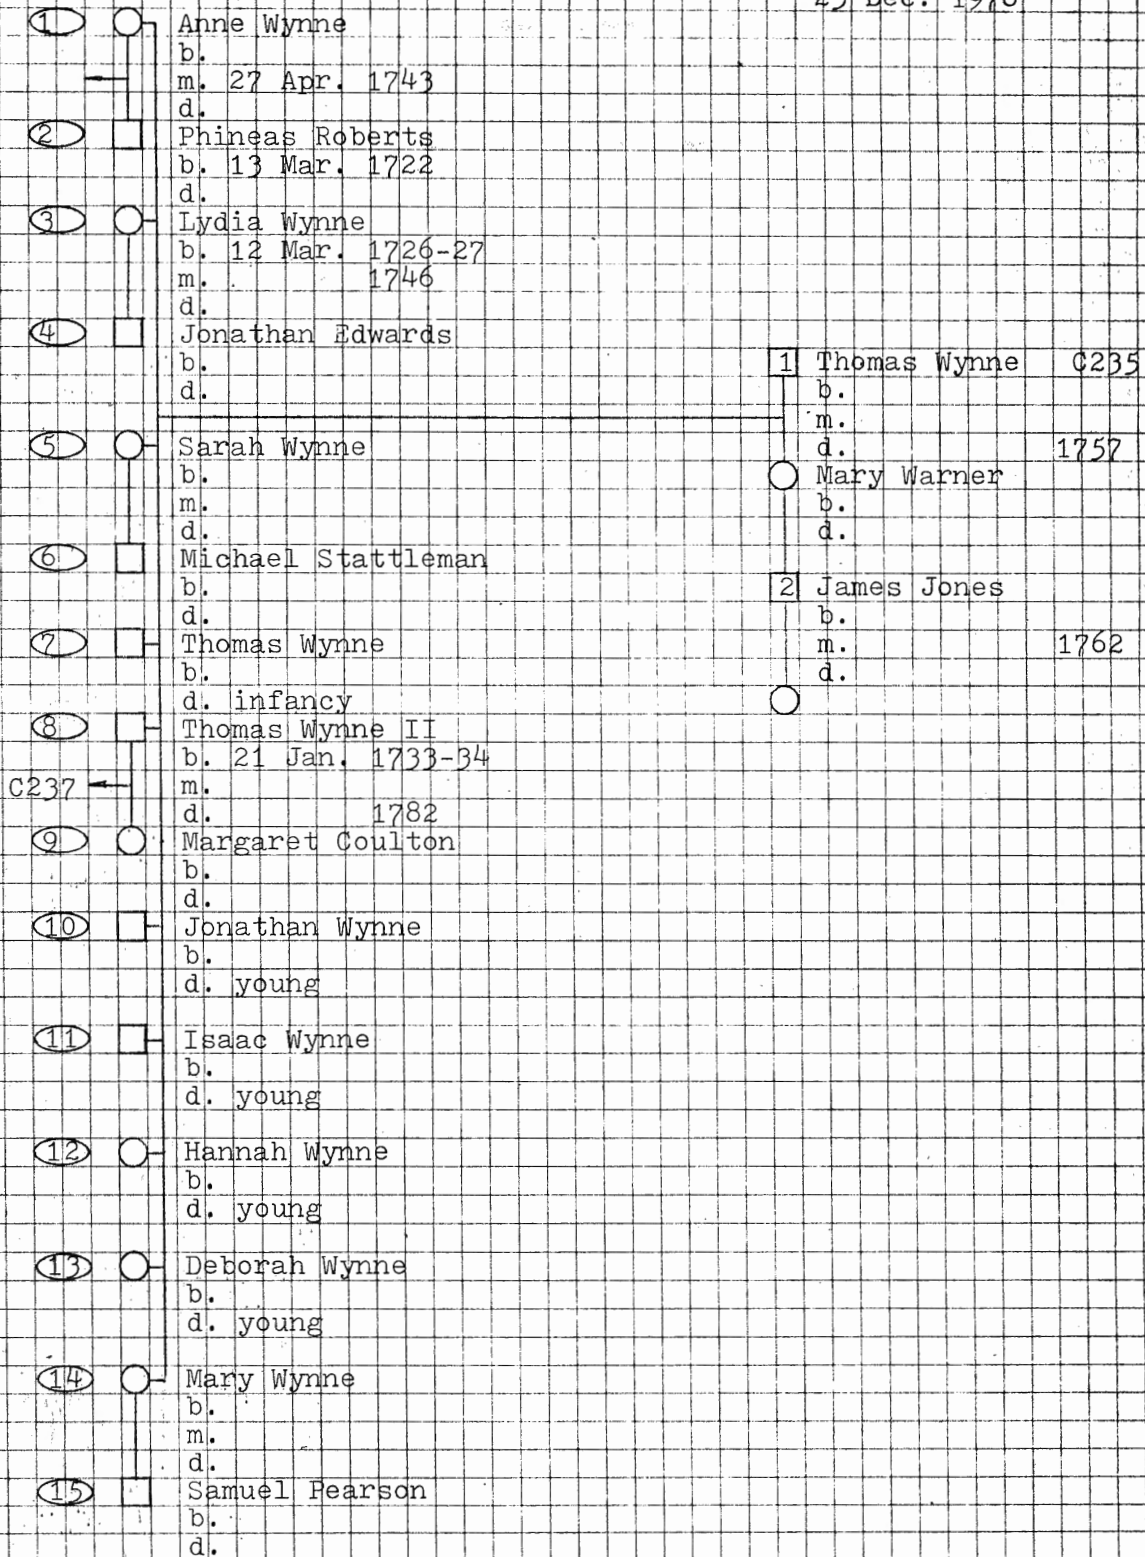 Dec.
1 Anne Wynne
b.
m. 27 Apr. 1743
d.
2 Phineas Roberts
b. 13 Mar. 1722
d.
3 Lydia Wynne
b. 12 Mar. 1726-27
m. 1746
d.
4 Jonathan Edwards
b.
d.
5 Sarah Wynne
b.
m.
d.
6 Michael Stattleman
b.
d.
7 Thomas Wynne
b.
d. infancy
8 Thomas Wynne II
b. 21 Jan. 1733-34
C237 m.
d. 1782
9 Margaret Coulton
b.
d.
10 Jonathan Wynne
b.
d. young
11 Isaac Wynne
b.
d. young
12 Hannah Wynne
b.
d. young
13 Deborah Wynne
b.
d. young
14 Mary Wynne
b.
m.
d.
15 Samuel Pearson
b.
d.
1 Thomas Wynne C235
b.
m.
d. 1757
Mary Warner
b.
d.
2 James Jones
b.
m. 1762
d.